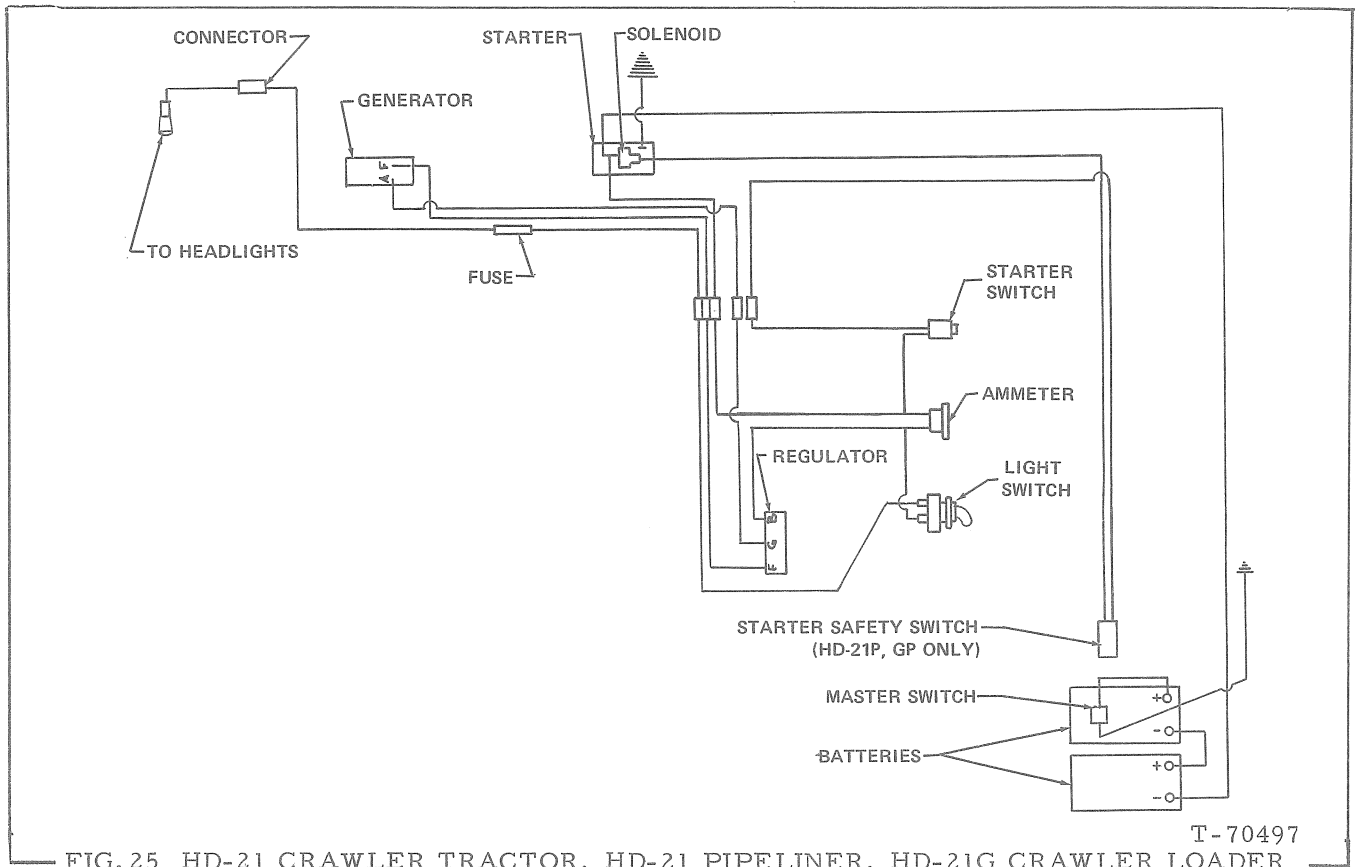 CONNECTOR
STARTER
SOLENOID
GENERATOR
F
A
TO HEADLIGHTS
FUSE
STARTER
SWITCH
AMMETER
REGULATOR
LIGHT
SWITCH
B
G
F
STARTER SAFETY SWITCH
(HD-21P, GP ONLY)
MASTER SWITCH
+
-
BATTERIES
+
-
T-70497
FIG. 25 HD-21 CRAWLER TRACTOR, HD-21 PIPELINER, HD-21G CRAWLER LOADER